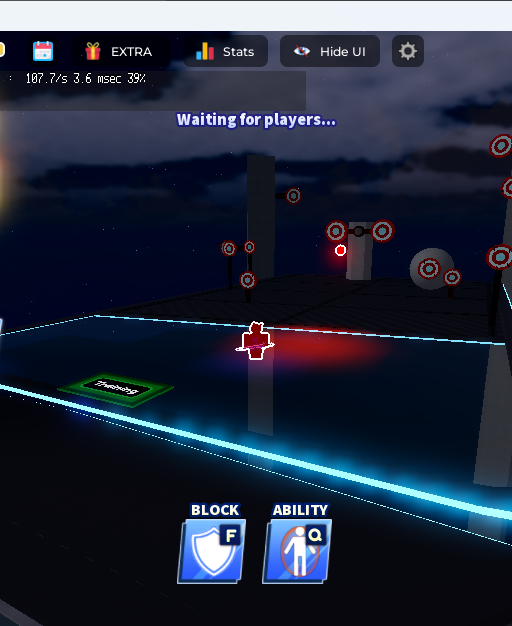 EXTRA
Stats
Hide UI
: 107.7/s 3.6 msec 39%
Waiting for players...
Training
BLOCK
ABILITY
F
Q